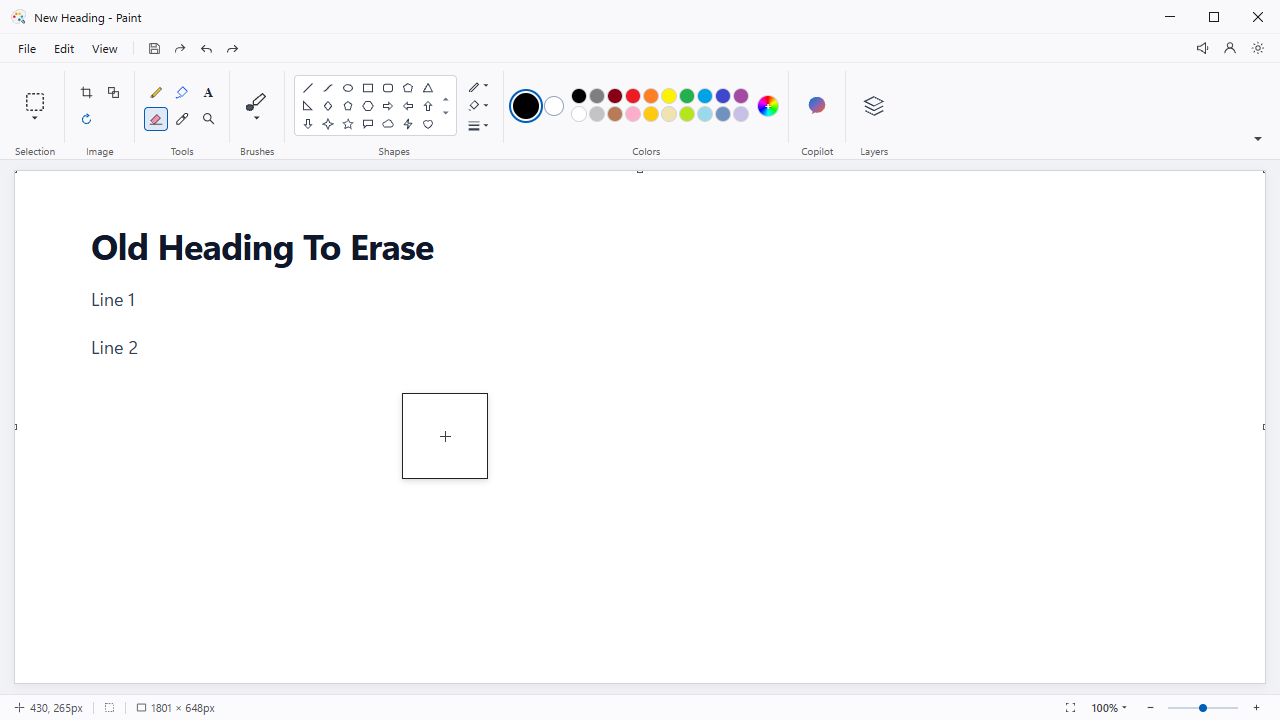 New Heading - Paint
File Edit View
A
Selection Image Tools Brushes Shapes Colors Copilot Layers
Old Heading To Erase
Line 1
Line 2
430, 265px 1801 × 648px 100%